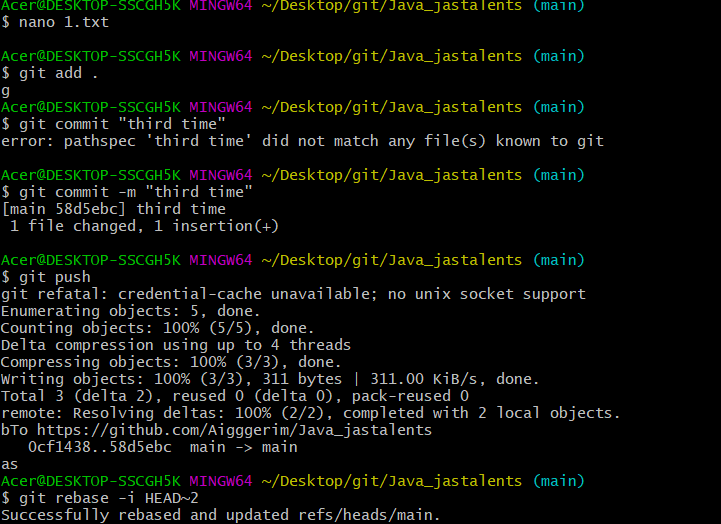 Acer@DESKTOP-SSCGH5K MINGW64 ~/Desktop/git/Java_jastalents (main)
$ nano 1.txt
Acer@DESKTOP-SSCGH5K MINGW64 ~/Desktop/git/Java_jastalents (main)
$ git add .
g
Acer@DESKTOP-SSCGH5K MINGW64 ~/Desktop/git/Java_jastalents (main)
$ git commit "third time"
error: pathspec 'third time' did not match any file(s) known to git
Acer@DESKTOP-SSCGH5K MINGW64 ~/Desktop/git/Java_jastalents (main)
$ git commit -m "third time"
[main 58d5ebc] third time
 1 file changed, 1 insertion(+)
Acer@DESKTOP-SSCGH5K MINGW64 ~/Desktop/git/Java_jastalents (main)
$ git push
git refatal: credential-cache unavailable; no unix socket support
Enumerating objects: 5, done.
Counting objects: 100% (5/5), done.
Delta compression using up to 4 threads
Compressing objects: 100% (3/3), done.
Writing objects: 100% (3/3), 311 bytes | 311.00 KiB/s, done.
Total 3 (delta 2), reused 0 (delta 0), pack-reused 0
remote: Resolving deltas: 100% (2/2), completed with 2 local objects.
bTo https://github.com/Aigggerim/Java_jastalents
   0cf1438..58d5ebc  main -> main
as
Acer@DESKTOP-SSCGH5K MINGW64 ~/Desktop/git/Java_jastalents (main)
$ git rebase -i HEAD~2
Successfully rebased and updated refs/heads/main.